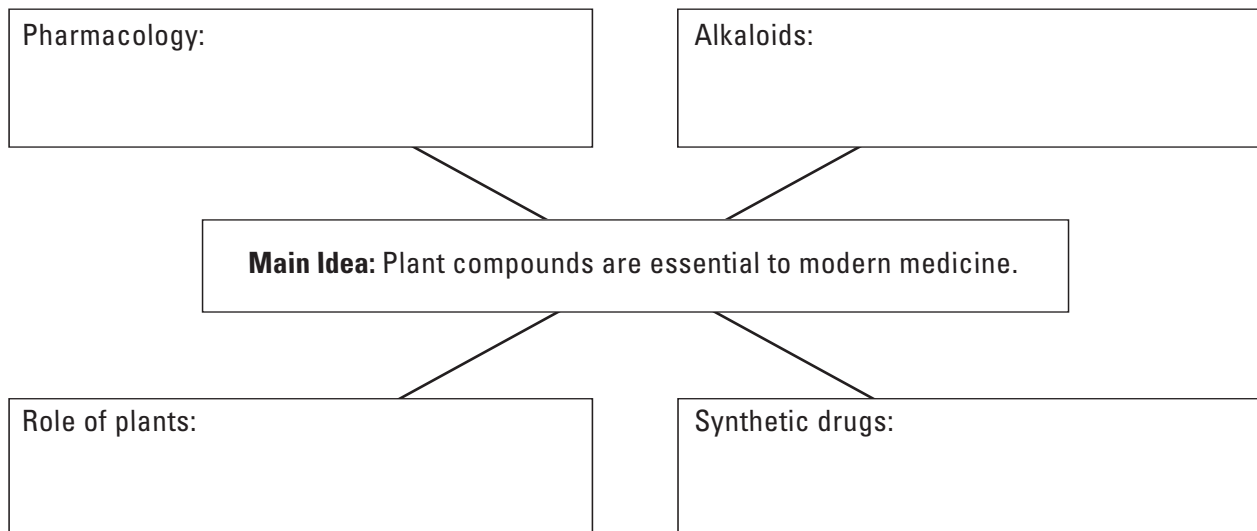 Pharmacology:
Alkaloids:
Main Idea: Plant compounds are essential to modern medicine.
Role of plants:
Synthetic drugs: